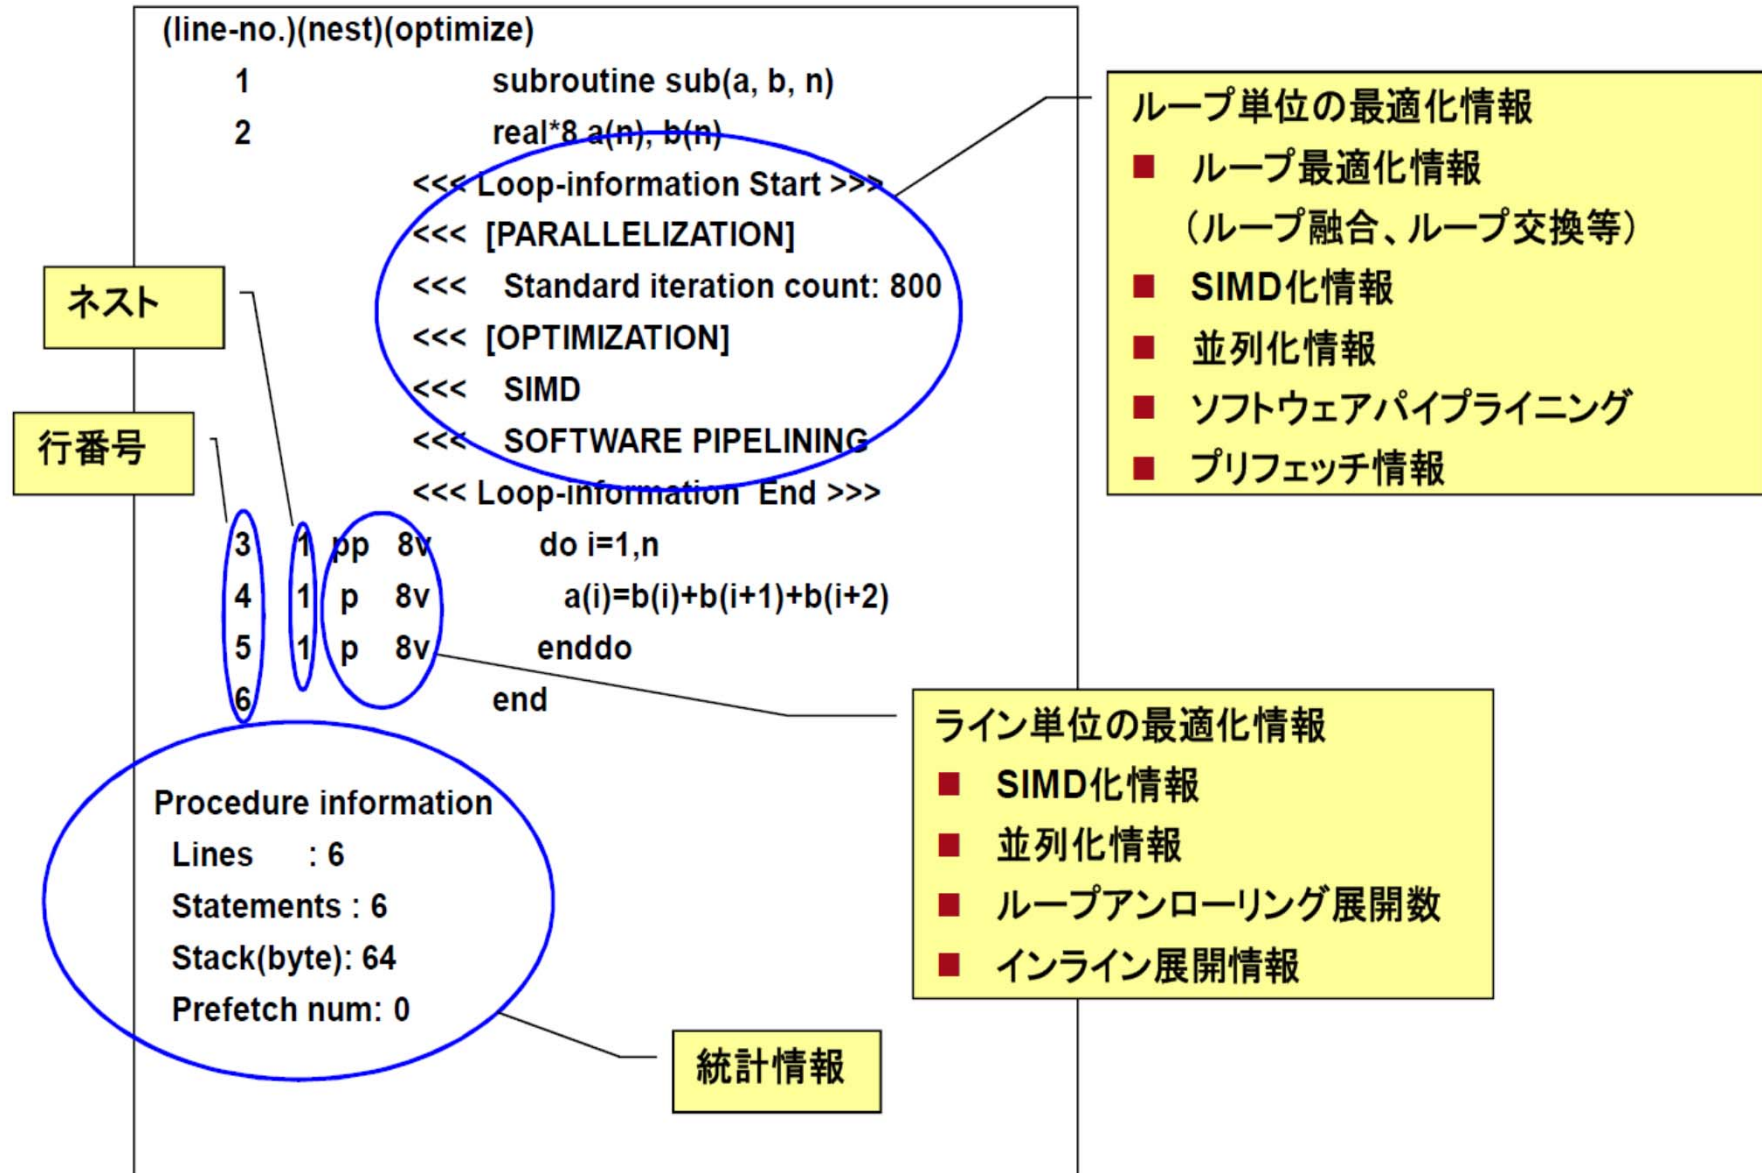 (line-no.)(nest)(optimize)
1 subroutine sub(a, b, n)
2 real*8 a(n), b(n)
<<< Loop-information Start >>>
<<< [PARALLELIZATION]
<<< Standard iteration count: 800
<<< [OPTIMIZATION]
<<< SIMD
<<< SOFTWARE PIPELINING
<<< Loop-information End >>>
3 1 pp 8v do i=1,n
4 1 p 8v a(i)=b(i)+b(i+1)+b(i+2)
5 1 p 8v enddo
6 end
Procedure information
Lines : 6
Statements : 6
Stack(byte): 64
Prefetch num: 0
ネスト
行番号
ループ単位の最適化情報
■ ループ最適化情報
（ループ融合、ループ交換等）
■ SIMD化情報
■ 並列化情報
■ ソフトウェアパイプライニング
■ プリフェッチ情報
ライン単位の最適化情報
■ SIMD化情報
■ 並列化情報
■ ループアンローリング展開数
■ インライン展開情報
統計情報